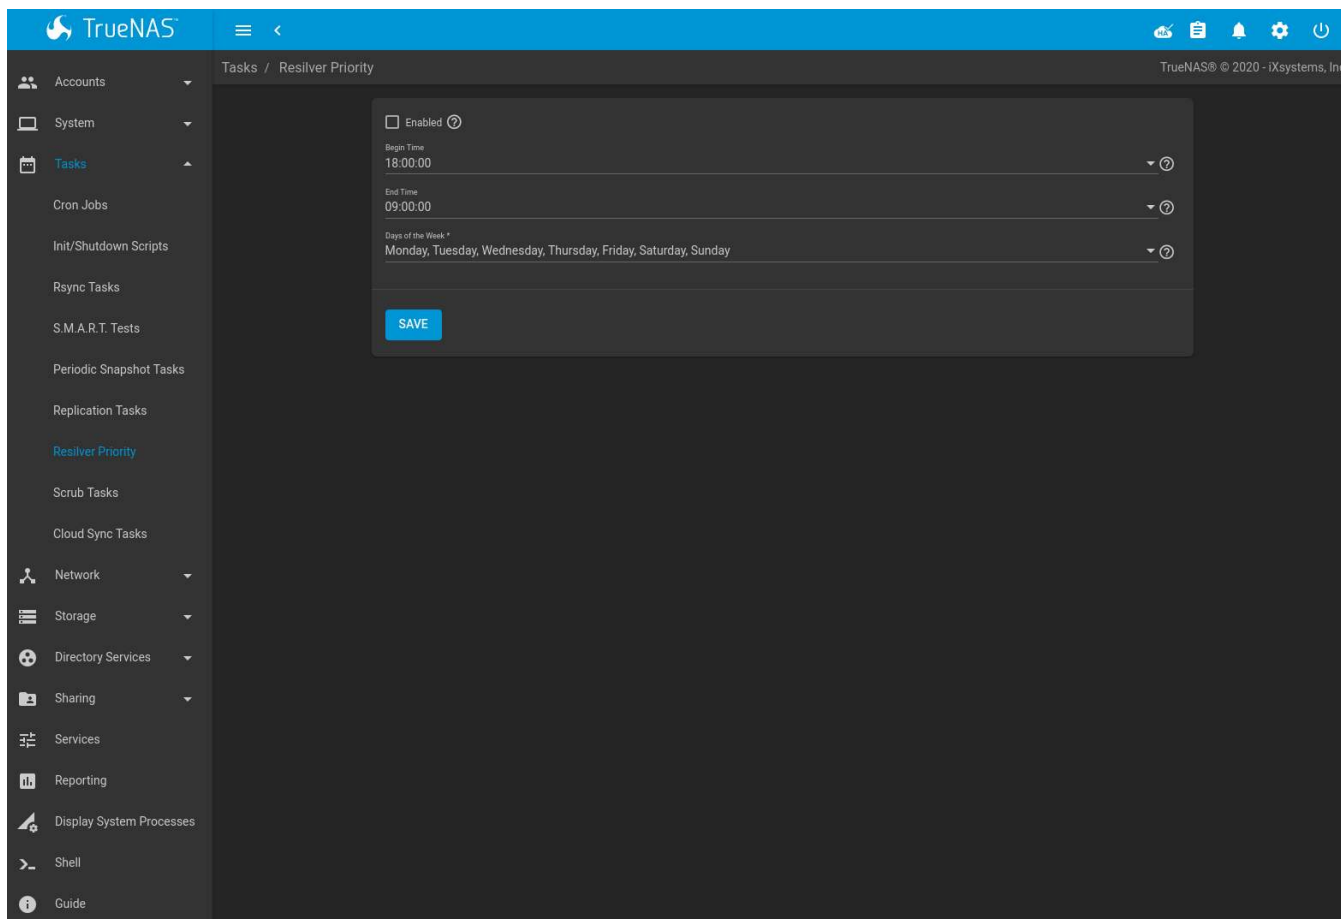 TrueNAS™
HA
Tasks / Resilver Priority
TrueNAS® © 2020 - iXsystems, Inc
Accounts
System
Tasks
Cron Jobs
Init/Shutdown Scripts
Rsync Tasks
S.M.A.R.T. Tests
Periodic Snapshot Tasks
Replication Tasks
Resilver Priority
Scrub Tasks
Cloud Sync Tasks
Network
Storage
Directory Services
Sharing
Services
Reporting
Display System Processes
Shell
Guide
Enabled
Begin Time
18:00:00
End Time
09:00:00
Days of the Week *
Monday, Tuesday, Wednesday, Thursday, Friday, Saturday, Sunday
SAVE